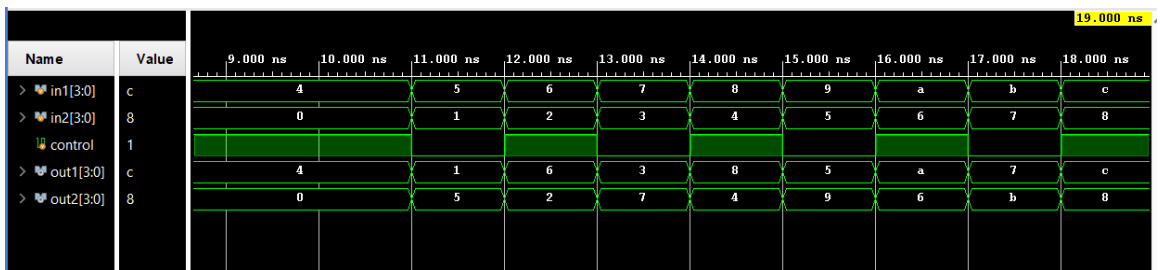 19.000 ns
Name Value 9.000 ns 10.000 ns 11.000 ns 12.000 ns 13.000 ns 14.000 ns 15.000 ns 16.000 ns 17.000 ns 18.000 ns
in1[3:0] c 4 5 6 7 8 9 a b c
in2[3:0] 8 0 1 2 3 4 5 6 7 8
control 1
out1[3:0] c 4 1 6 3 8 5 a 7 c
out2[3:0] 8 0 5 2 7 4 9 6 b 8